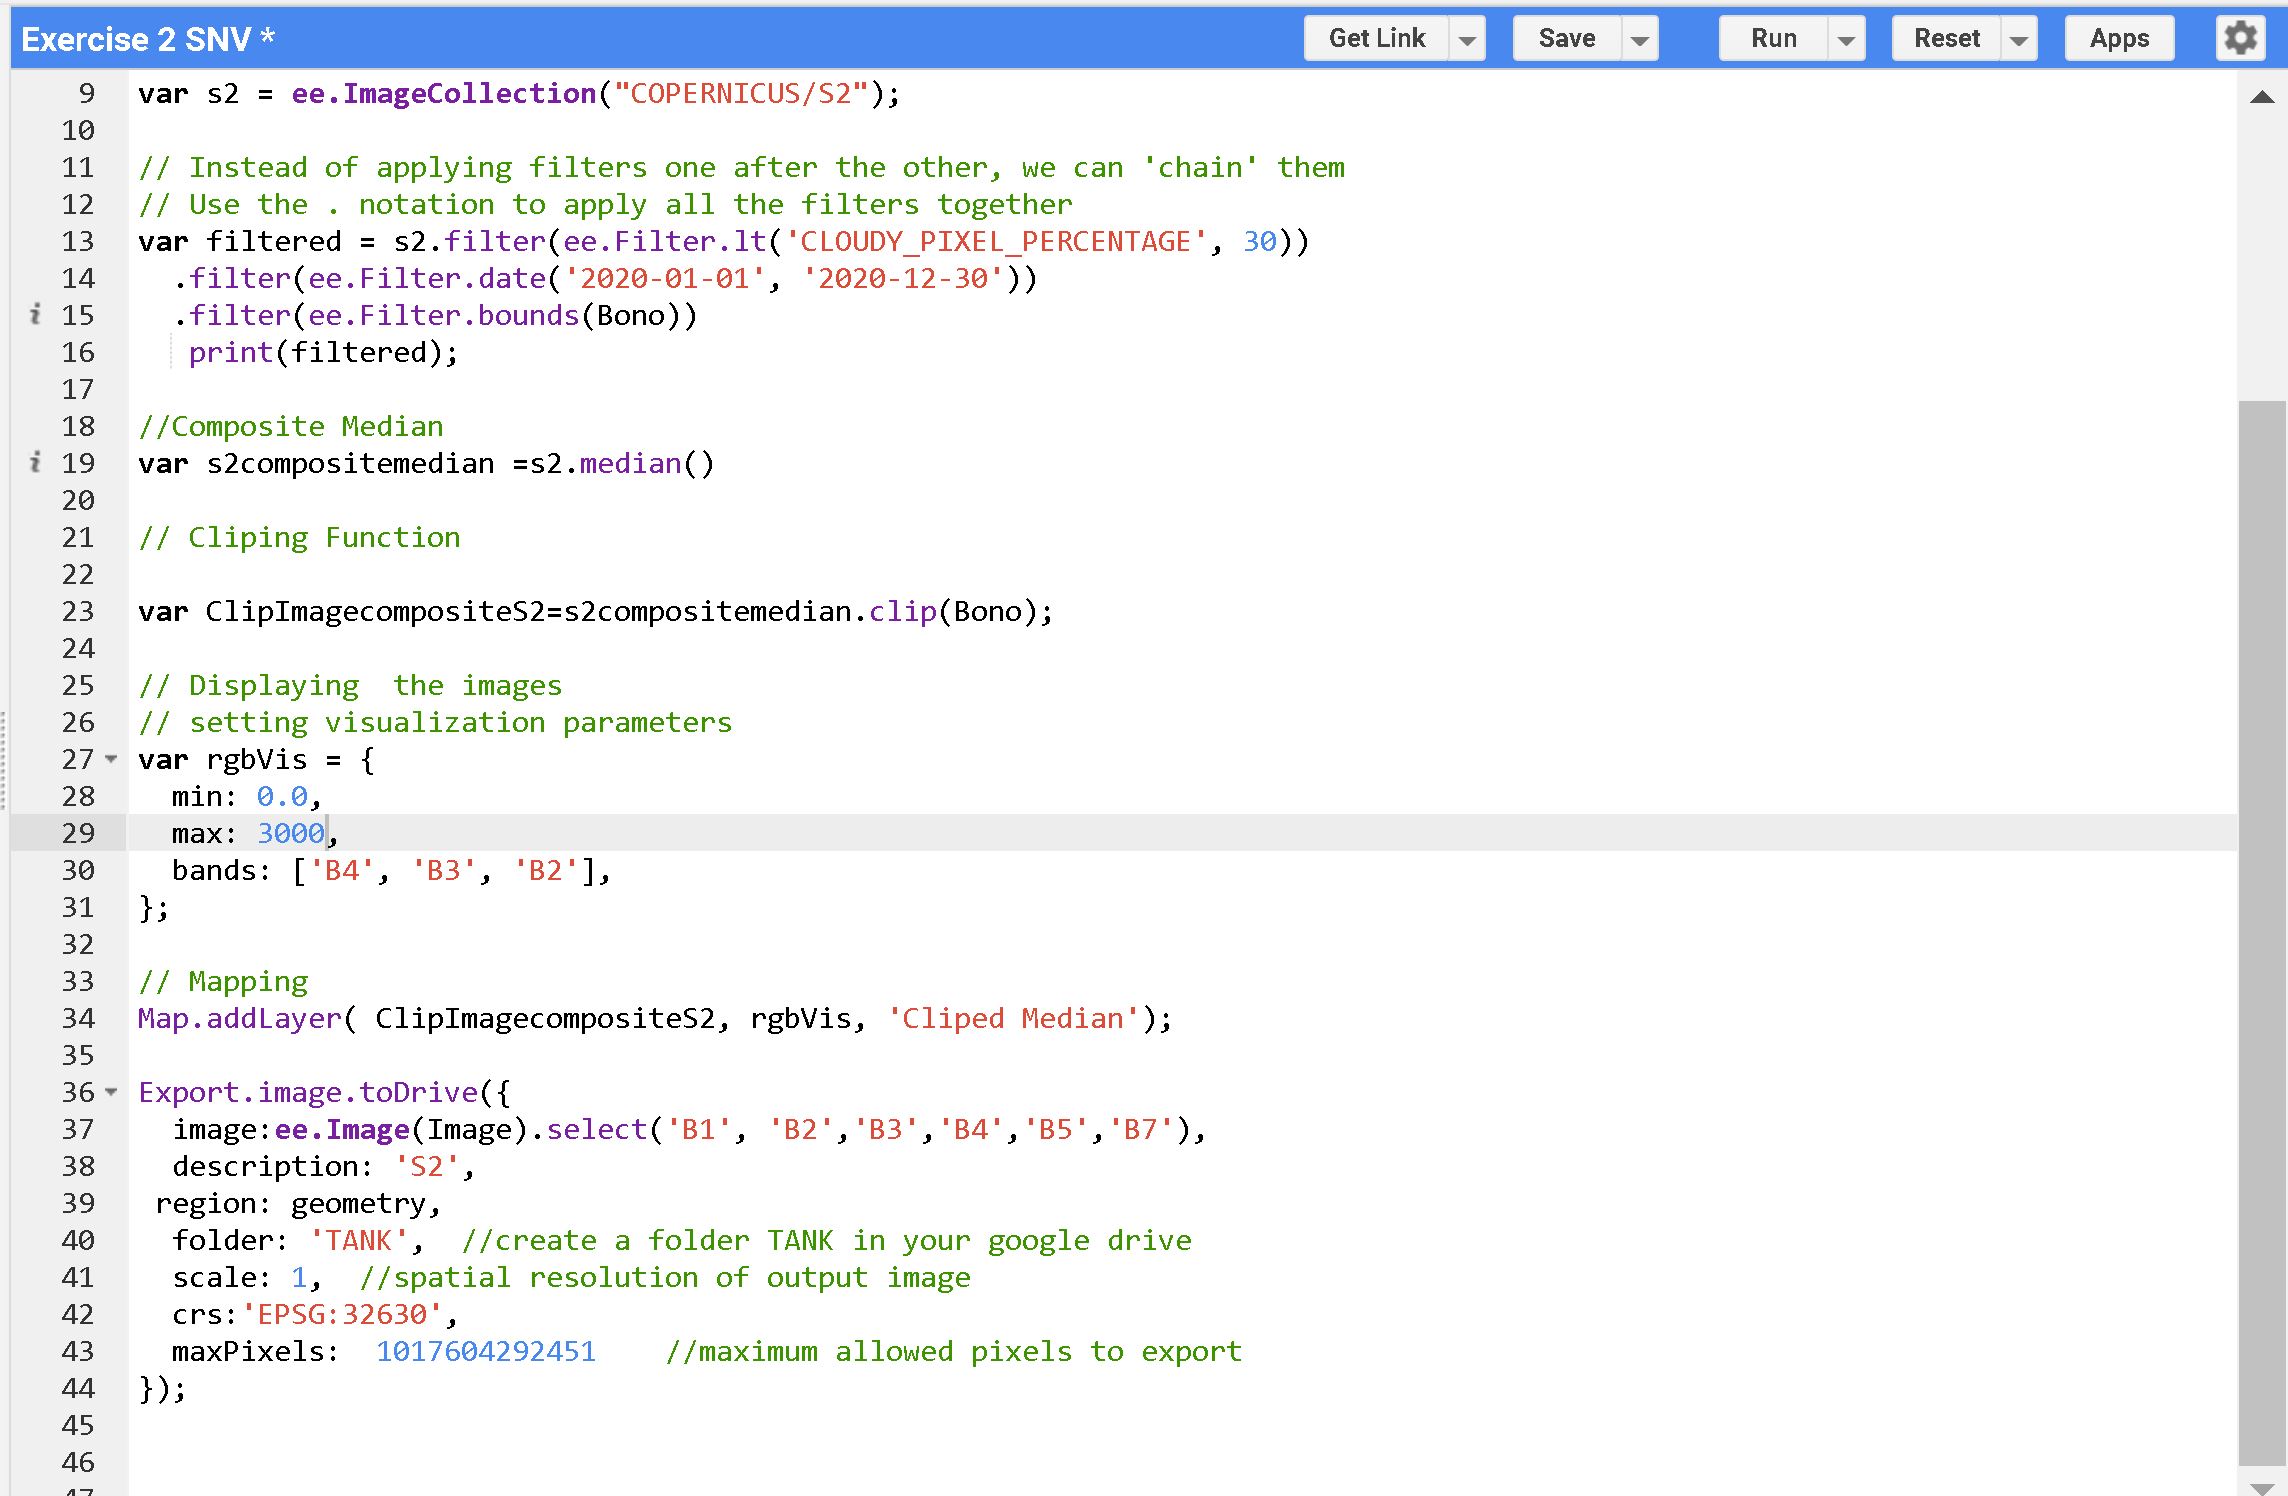 Exercise 2 SNV *
Get Link Save Run Reset Apps
9 var s2 = ee.ImageCollection("COPERNICUS/S2");
10
11 // Instead of applying filters one after the other, we can 'chain' them
12 // Use the . notation to apply all the filters together
13 var filtered = s2.filter(ee.Filter.lt('CLOUDY_PIXEL_PERCENTAGE', 30))
14 .filter(ee.Filter.date('2020-01-01', '2020-12-30'))
i 15 .filter(ee.Filter.bounds(Bono))
16 print(filtered);
17
18 //Composite Median
i 19 var s2compositemedian =s2.median()
20
21 // Cliping Function
22
23 var ClipImagecompositeS2=s2compositemedian.clip(Bono);
24
25 // Displaying  the images
26 // setting visualization parameters
27 var rgbVis = {
28 min: 0.0,
29 max: 3000,
30 bands: ['B4', 'B3', 'B2'],
31 };
32
33 // Mapping
34 Map.addLayer( ClipImagecompositeS2, rgbVis, 'Cliped Median');
35
36 Export.image.toDrive({
37 image:ee.Image(Image).select('B1', 'B2','B3','B4','B5','B7'),
38 description: 'S2',
39 region: geometry,
40 folder: 'TANK',  //create a folder TANK in your google drive
41 scale: 1,  //spatial resolution of output image
42 crs:'EPSG:32630',
43 maxPixels:  1017604292451    //maximum allowed pixels to export
44 });
45
46
47